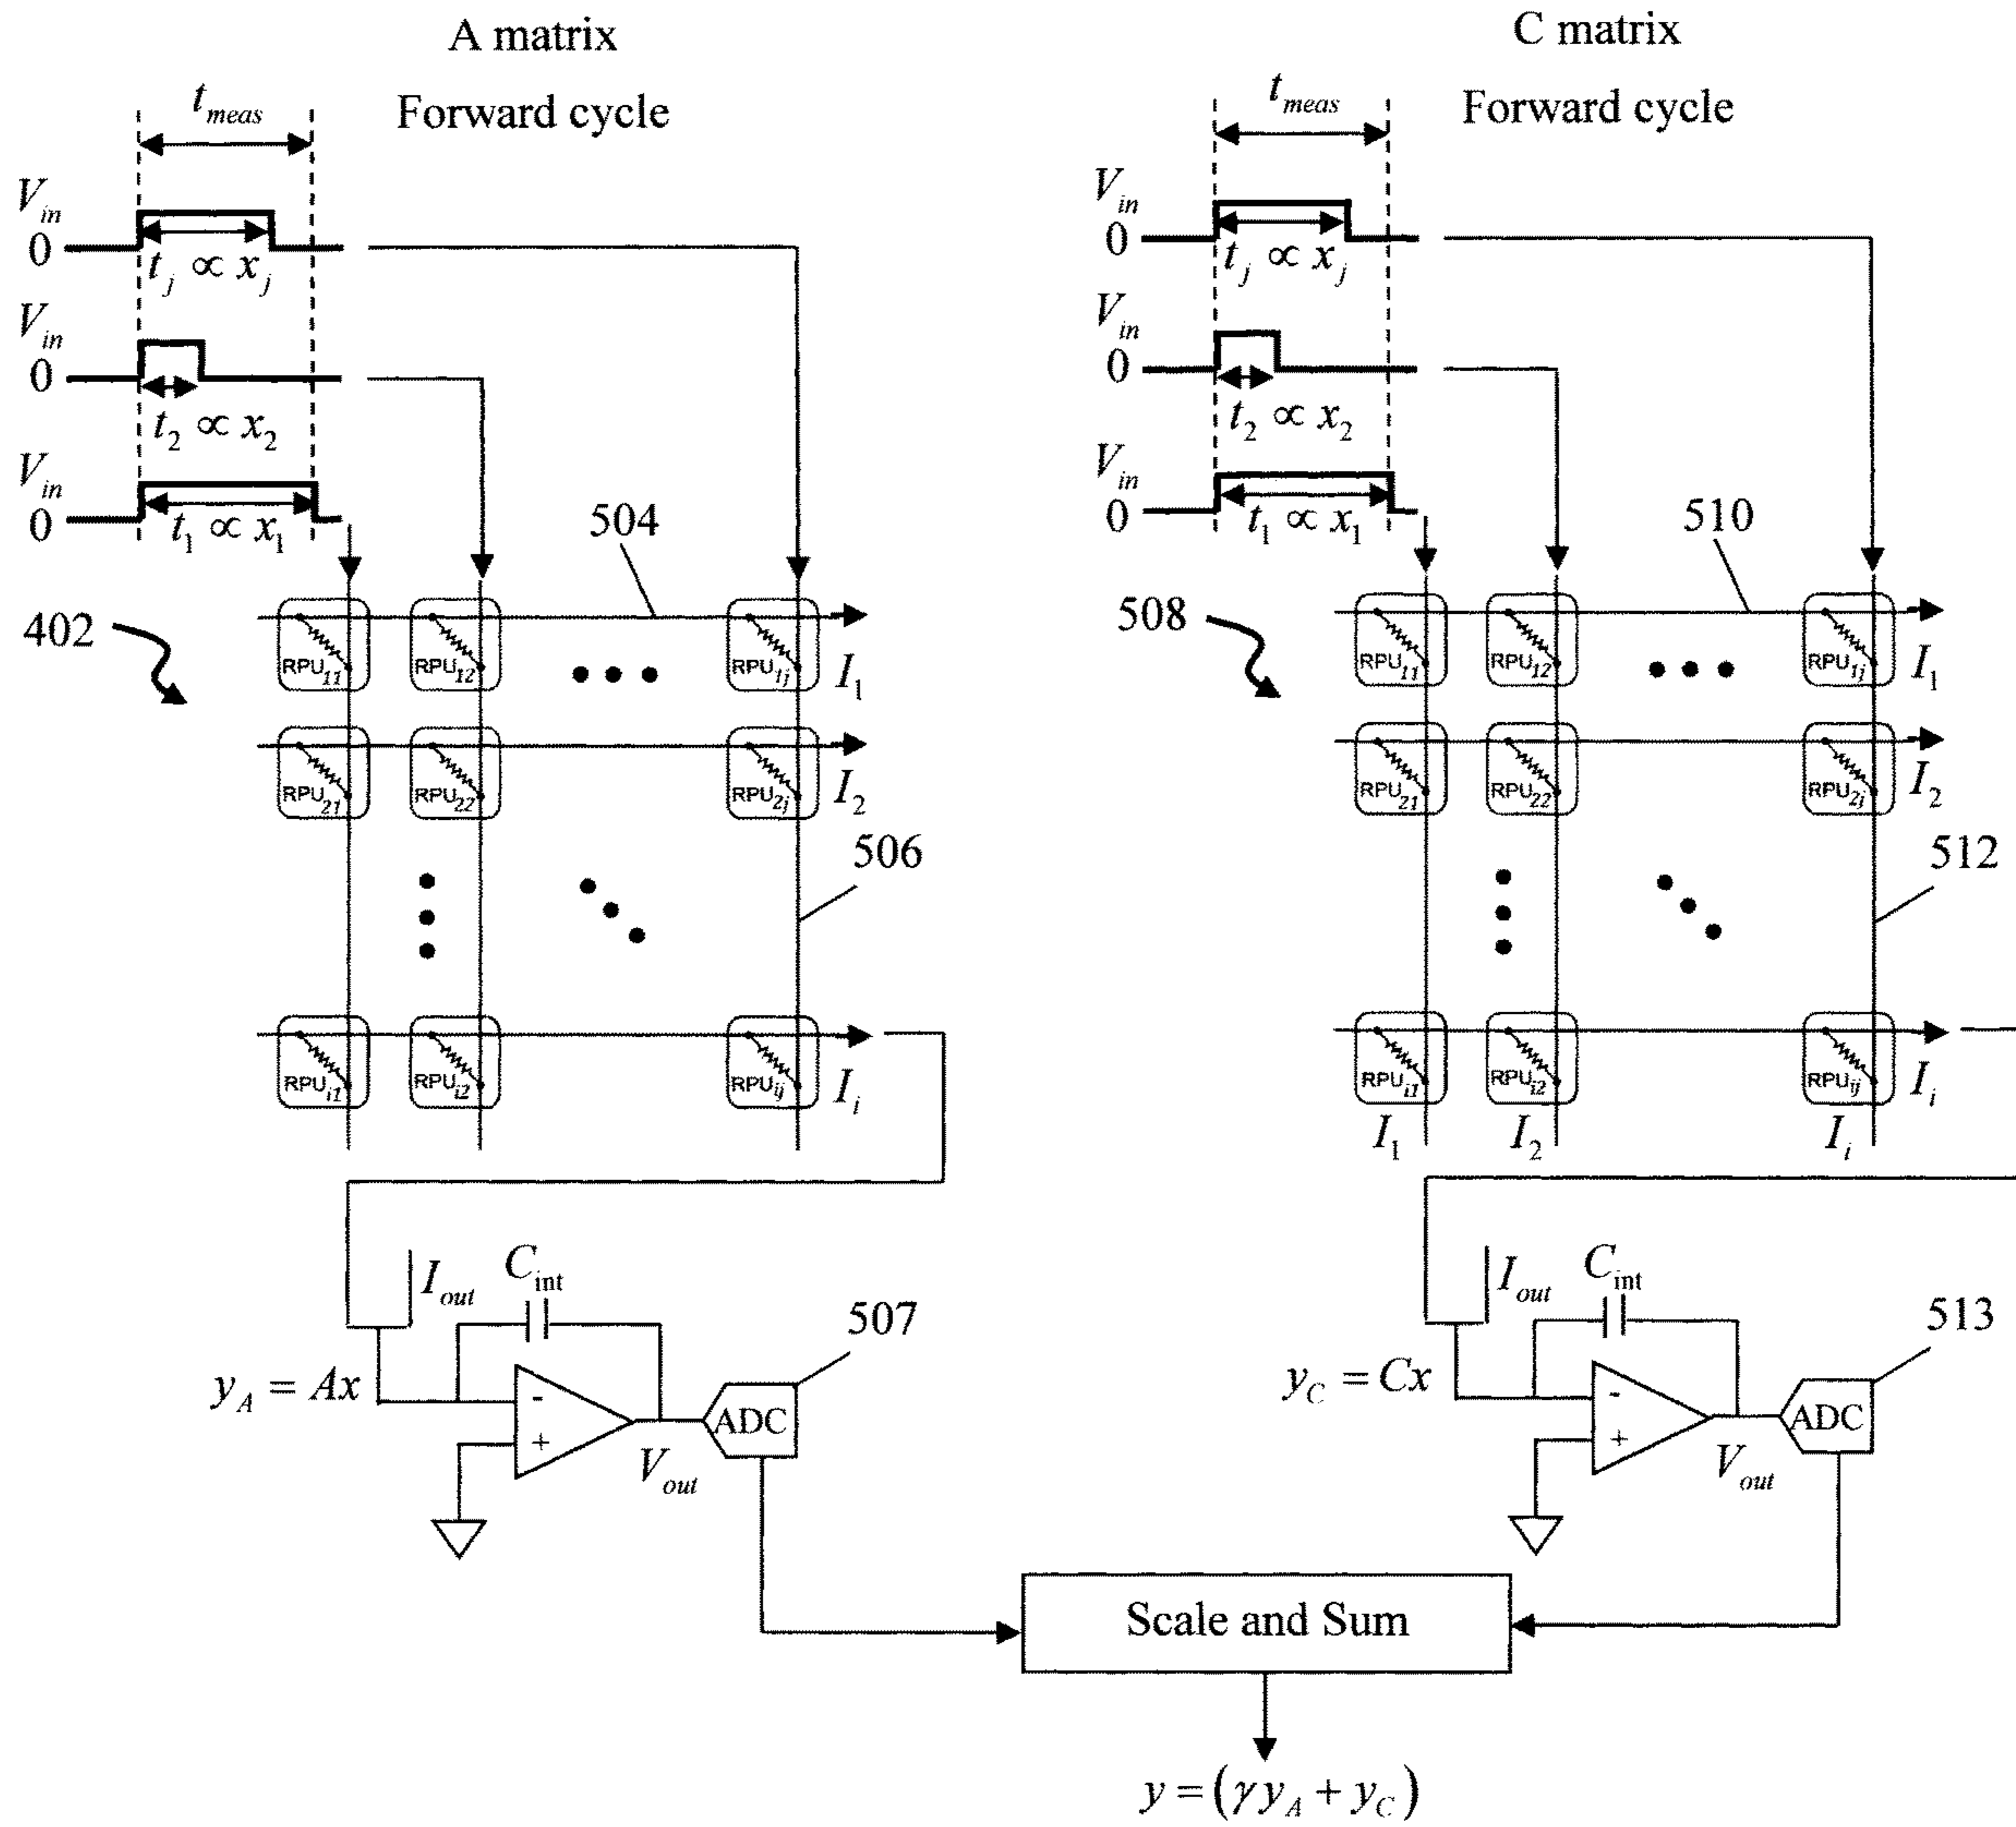 A matrix
Forward cycle
t_meas
V_in
0
t_j ∝ x_j
V_in
0
t_2 ∝ x_2
V_in
0
t_1 ∝ x_1
504
402
RPU_11 RPU_12 RPU_1j I_1
RPU_21 RPU_22 RPU_2j I_2
506
RPU_i1 RPU_i2 RPU_ij I_i
I_out
C_int
507
y_A = Ax
-
+
V_out
ADC
C matrix
Forward cycle
t_meas
V_in
0
t_j ∝ x_j
V_in
0
t_2 ∝ x_2
V_in
0
t_1 ∝ x_1
510
508
RPU_11 RPU_12 RPU_1j I_1
RPU_21 RPU_22 RPU_2j I_2
512
RPU_i1 RPU_i2 RPU_ij I_i
I_1 I_2 I_i
I_out
C_int
513
y_C = Cx
-
+
V_out
ADC
Scale and Sum
y = (γ y_A + y_C)